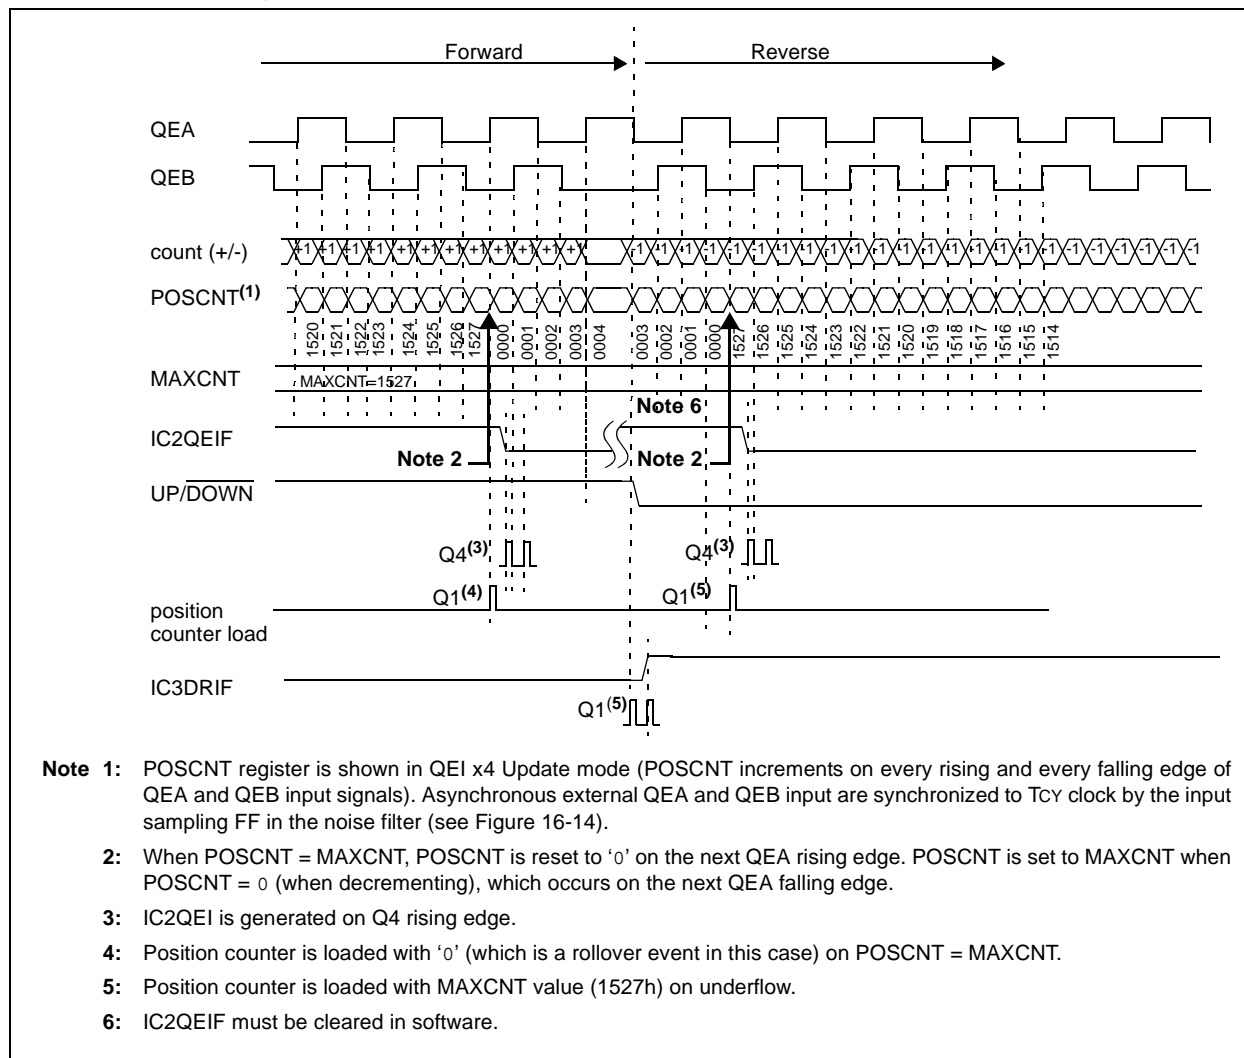 Forward Reverse
QEA
QEB
count (+/-) +1 +1 +1 +1 +1 +1 +1 +1 +1 +1 +1 +1 -1 -1 -1 -1 -1 -1 -1 -1 -1 -1 -1 -1 -1 -1 -1 -1 -1 -1 -1 -1 -1 -1 -1 -1
POSCNT(1)
1520 1521 1522 1523 1524 1525 1526 1527 0000 0001 0002 0003 0004 0003 0002 0001 0000 1527 1526 1525 1524 1523 1522 1521 1520 1519 1518 1517 1516 1515 1514
MAXCNT MAXCNT=1527
Note 6
IC2QEIF
Note 2 Note 2
UP/DOWN
Q4(3) Q4(3)
Q1(4) Q1(5)
position
counter load
IC3DRIF
Q1(5)
Note 1: POSCNT register is shown in QEI x4 Update mode (POSCNT increments on every rising and every falling edge of
QEA and QEB input signals). Asynchronous external QEA and QEB input are synchronized to TCY clock by the input
sampling FF in the noise filter (see Figure 16-14).
2: When POSCNT = MAXCNT, POSCNT is reset to ‘0’ on the next QEA rising edge. POSCNT is set to MAXCNT when
POSCNT = 0 (when decrementing), which occurs on the next QEA falling edge.
3: IC2QEI is generated on Q4 rising edge.
4: Position counter is loaded with ‘0’ (which is a rollover event in this case) on POSCNT = MAXCNT.
5: Position counter is loaded with MAXCNT value (1527h) on underflow.
6: IC2QEIF must be cleared in software.